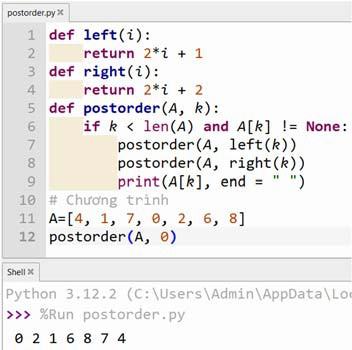 postorder.py ×
1 def left(i):
2     return 2*i + 1
3 def right(i):
4     return 2*i + 2
5 def postorder(A, k):
6     if k < len(A) and A[k] != None:
7         postorder(A, left(k))
8         postorder(A, right(k))
9         print(A[k], end = " ")
10 # Chương trình
11 A=[4, 1, 7, 0, 2, 6, 8]
12 postorder(A, 0)
Shell ×
Python 3.12.2 (C:\Users\Admin\AppData\Loc
>>> %Run postorder.py
0 2 1 6 8 7 4